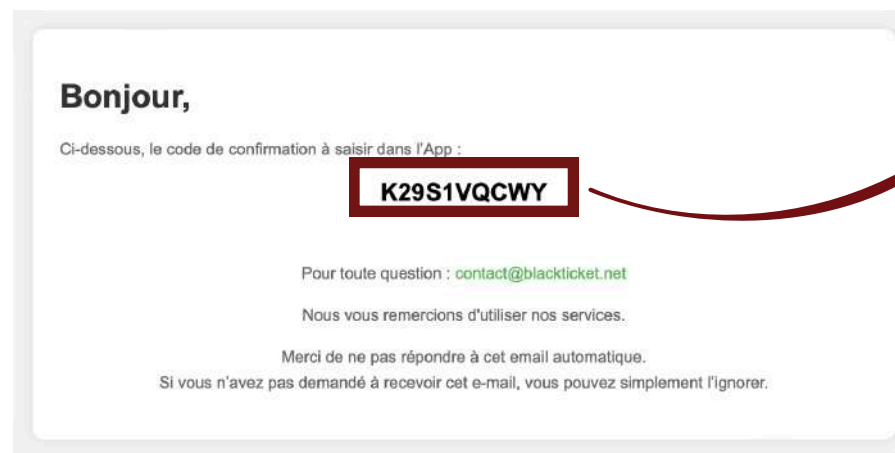 Bonjour,
Ci-dessous, le code de confirmation à saisir dans l'App :
K29S1VQCWY
Pour toute question : contact@blackticket.net
Nous vous remercions d'utiliser nos services.
Merci de ne pas répondre à cet email automatique.
Si vous n'avez pas demandé à recevoir cet e-mail, vous pouvez simplement l'ignorer.